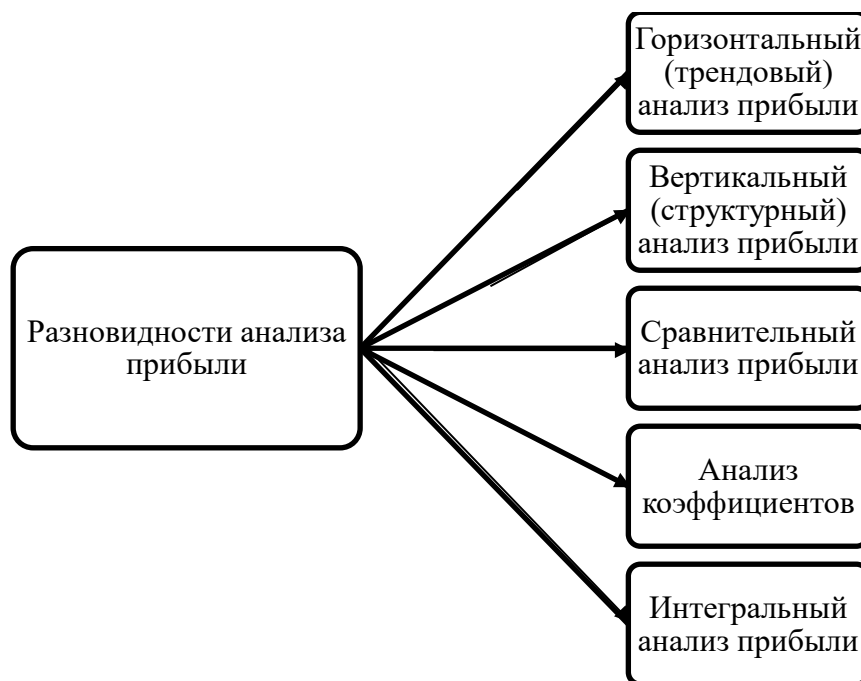 Горизонтальный
(трендовый)
анализ прибыли
Вертикальный
(структурный)
анализ прибыли
Разновидности анализа
прибыли
Сравнительный
анализ прибыли
Анализ
коэффициентов
Интегральный
анализ прибыли